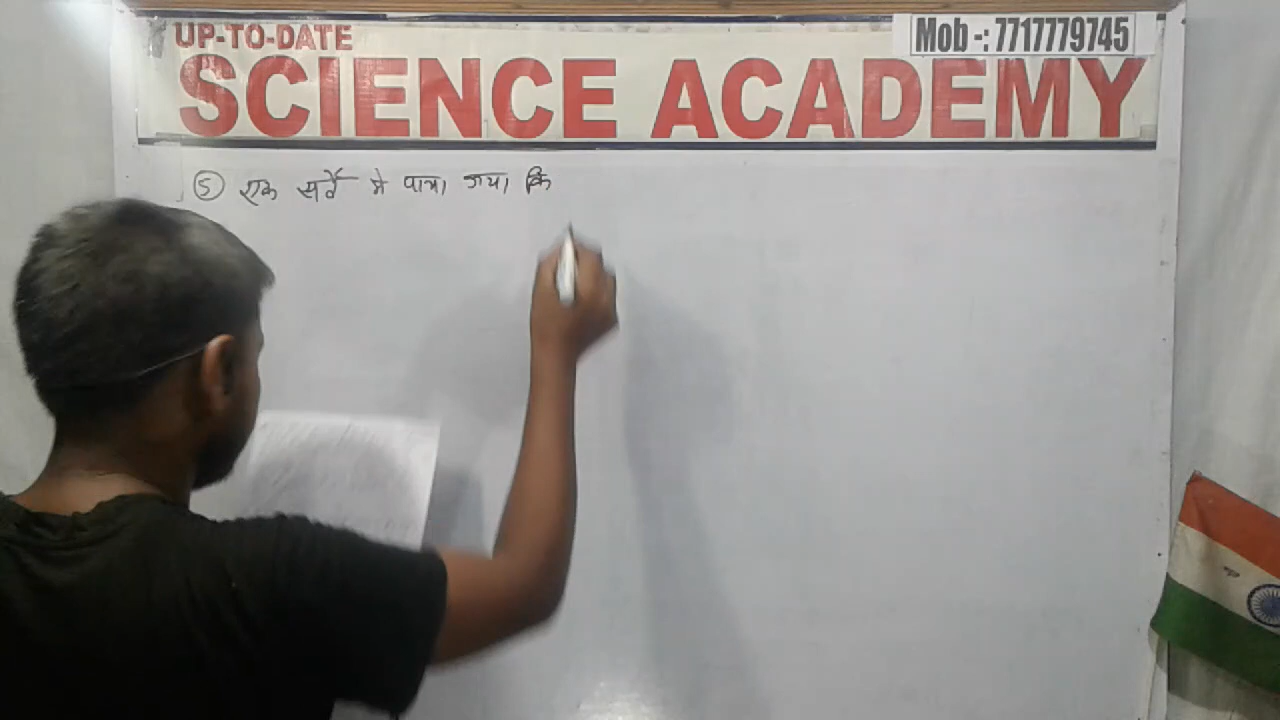 UP-TO-DATE
Mob -: 7717779745
SCIENCE ACADEMY
⑤ एक सर्वे मे पाया गया कि